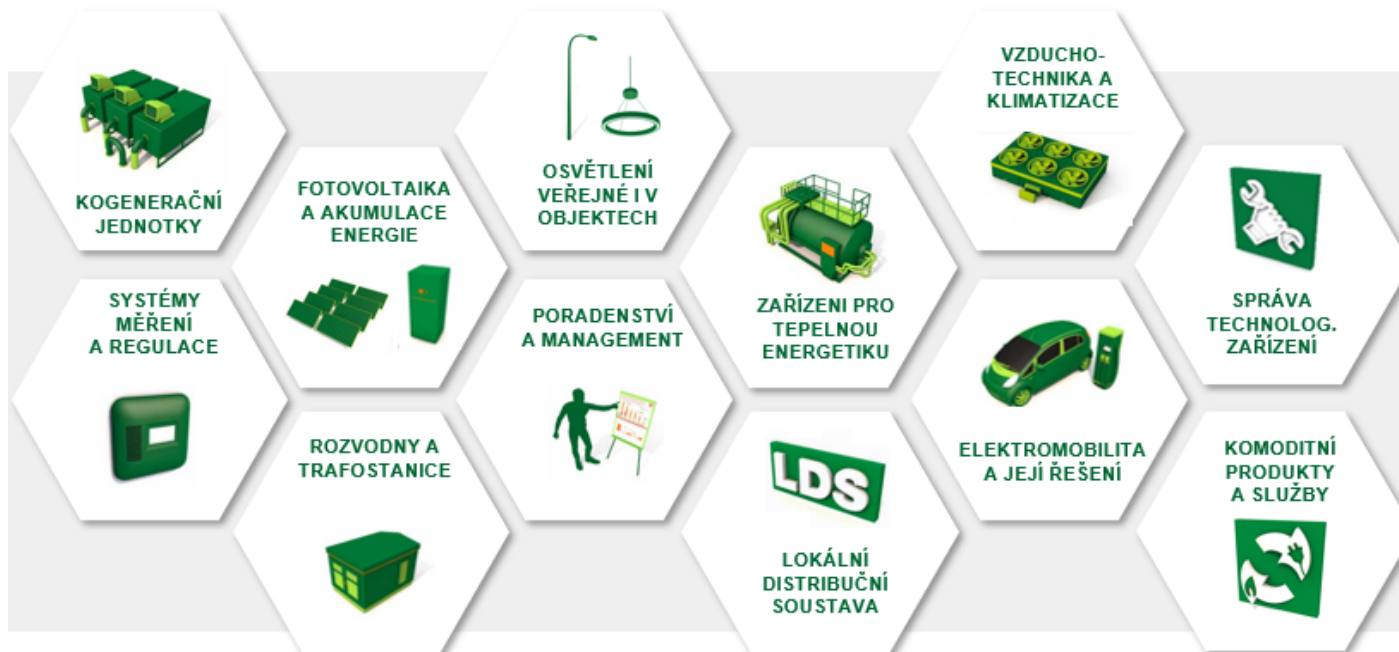 KOGENERAČNÍ
JEDNOTKY
FOTOVOLTAIKA
A AKUMULACE
ENERGIE
OSVĚTLENÍ
VEŘEJNÉ I V
OBJEKTECH
ZAŘÍZENI PRO
TEPELNOU
ENERGETIKU
VZDUCHO-
TECHNIKA A
KLIMATIZACE
SPRÁVA
TECHNOLOG.
ZAŘÍZENÍ
SYSTÉMY
MĚŘENÍ
A REGULACE
ROZVODNY A
TRAFOSTANICE
PORADENSTVÍ
A MANAGEMENT
LDS
LOKÁLNÍ
DISTRIBUČNÍ
SOUSTAVA
ELEKTROMOBILITA
A JEJÍ ŘEŠENÍ
KOMODITNÍ
PRODUKTY
A SLUŽBY